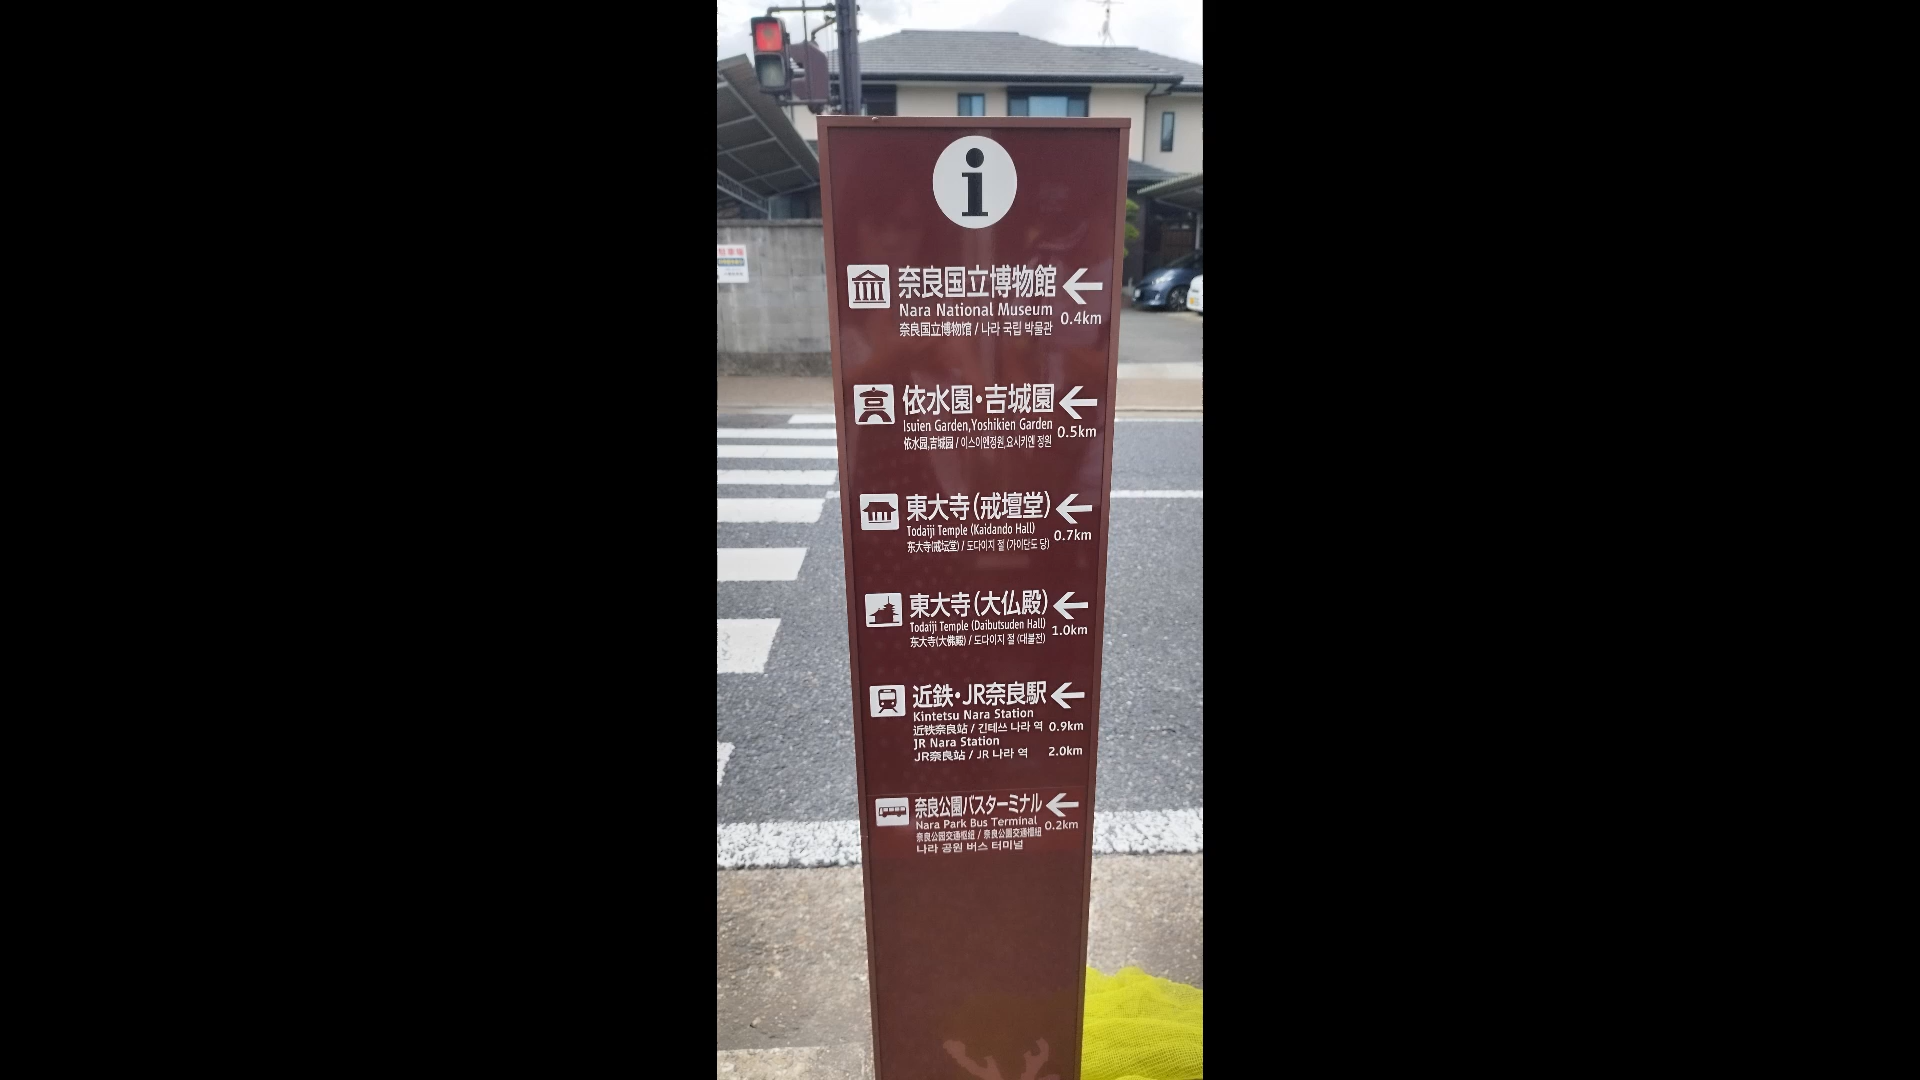 i
奈良国立博物館
Nara National Museum
奈良国立博物馆 / 나라 국립 박물관
0.4km
依水園・吉城園
Isuien Garden,Yoshikien Garden
依水园,吉城园 / 이스이엔정원,요시키엔 정원
0.5km
東大寺(戒壇堂)
Todaiji Temple (Kaidando Hall)
东大寺(戒坛堂) / 도다이지 절 (가이단도 당)
0.7km
東大寺(大仏殿)
Todaiji Temple (Daibutsuden Hall)
东大寺(大佛殿) / 도다이지 절 (대불전)
1.0km
近鉄・JR奈良駅
Kintetsu Nara Station
近铁奈良站 / 긴테쓰 나라 역 0.9km
JR Nara Station
JR奈良站 / JR 나라 역 2.0km
奈良公園バスターミナル
Nara Park Bus Terminal
0.2km
奈良公园交通枢纽 / 奈良公園交通樞紐
나라 공원 버스 터미널